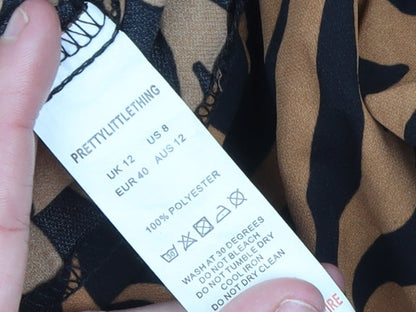 PRETTYLITTLETHING
UK 12 US 8
EUR 40 AUS 12
100% POLYESTER
WASH AT 30 DEGREES
DO NOT BLEACH
DO NOT TUMBLE DRY
COOL IRON
DO NOT DRY CLEAN